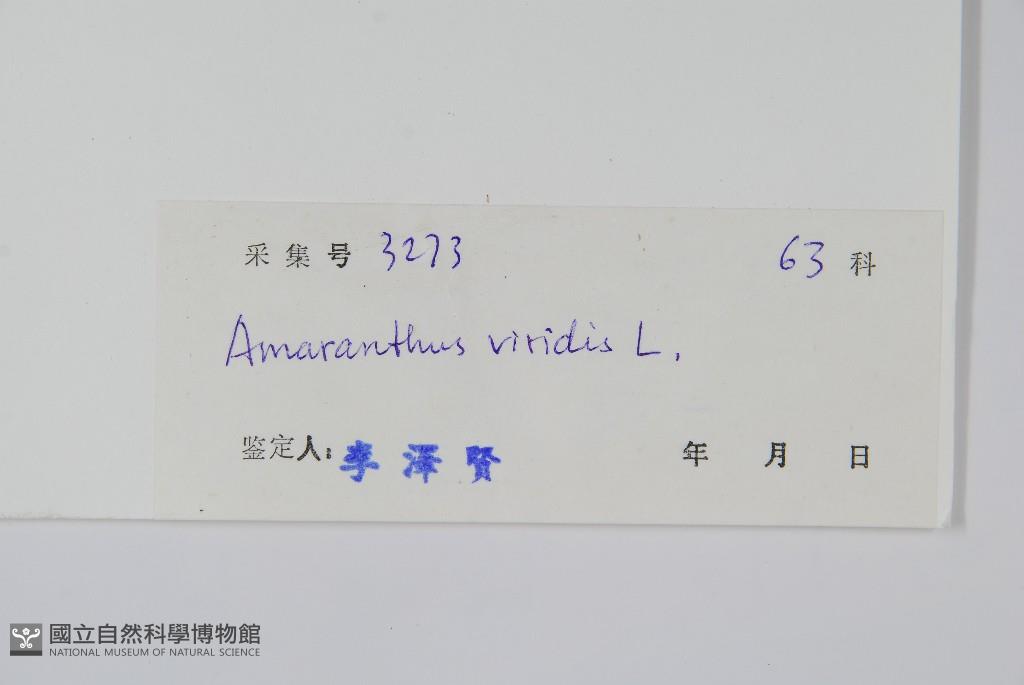 采集号 3273 63 科
Amaranthus viridis L.
鉴定人: 李澤賢 年 月 日
國立自然科學博物館
NATIONAL MUSEUM OF NATURAL SCIENCE